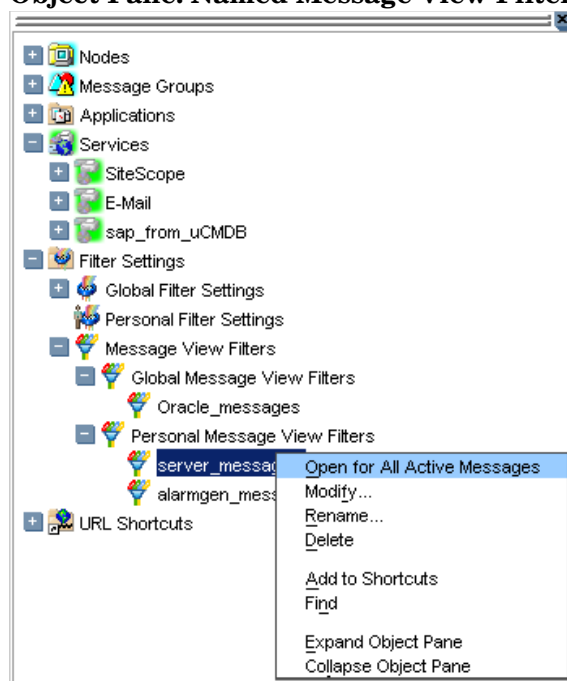 Object Pane: Named Message View Filter
Nodes
Message Groups
Applications
Services
SiteScope
E-Mail
sap_from_uCMDB
Filter Settings
Global Filter Settings
Personal Filter Settings
Message View Filters
Global Message View Filters
Oracle_messages
Personal Message View Filters
server_messag
alarmgen_mess
URL Shortcuts
Open for All Active Messages
Modify...
Rename...
Delete
Add to Shortcuts
Find
Expand Object Pane
Collapse Object Pane